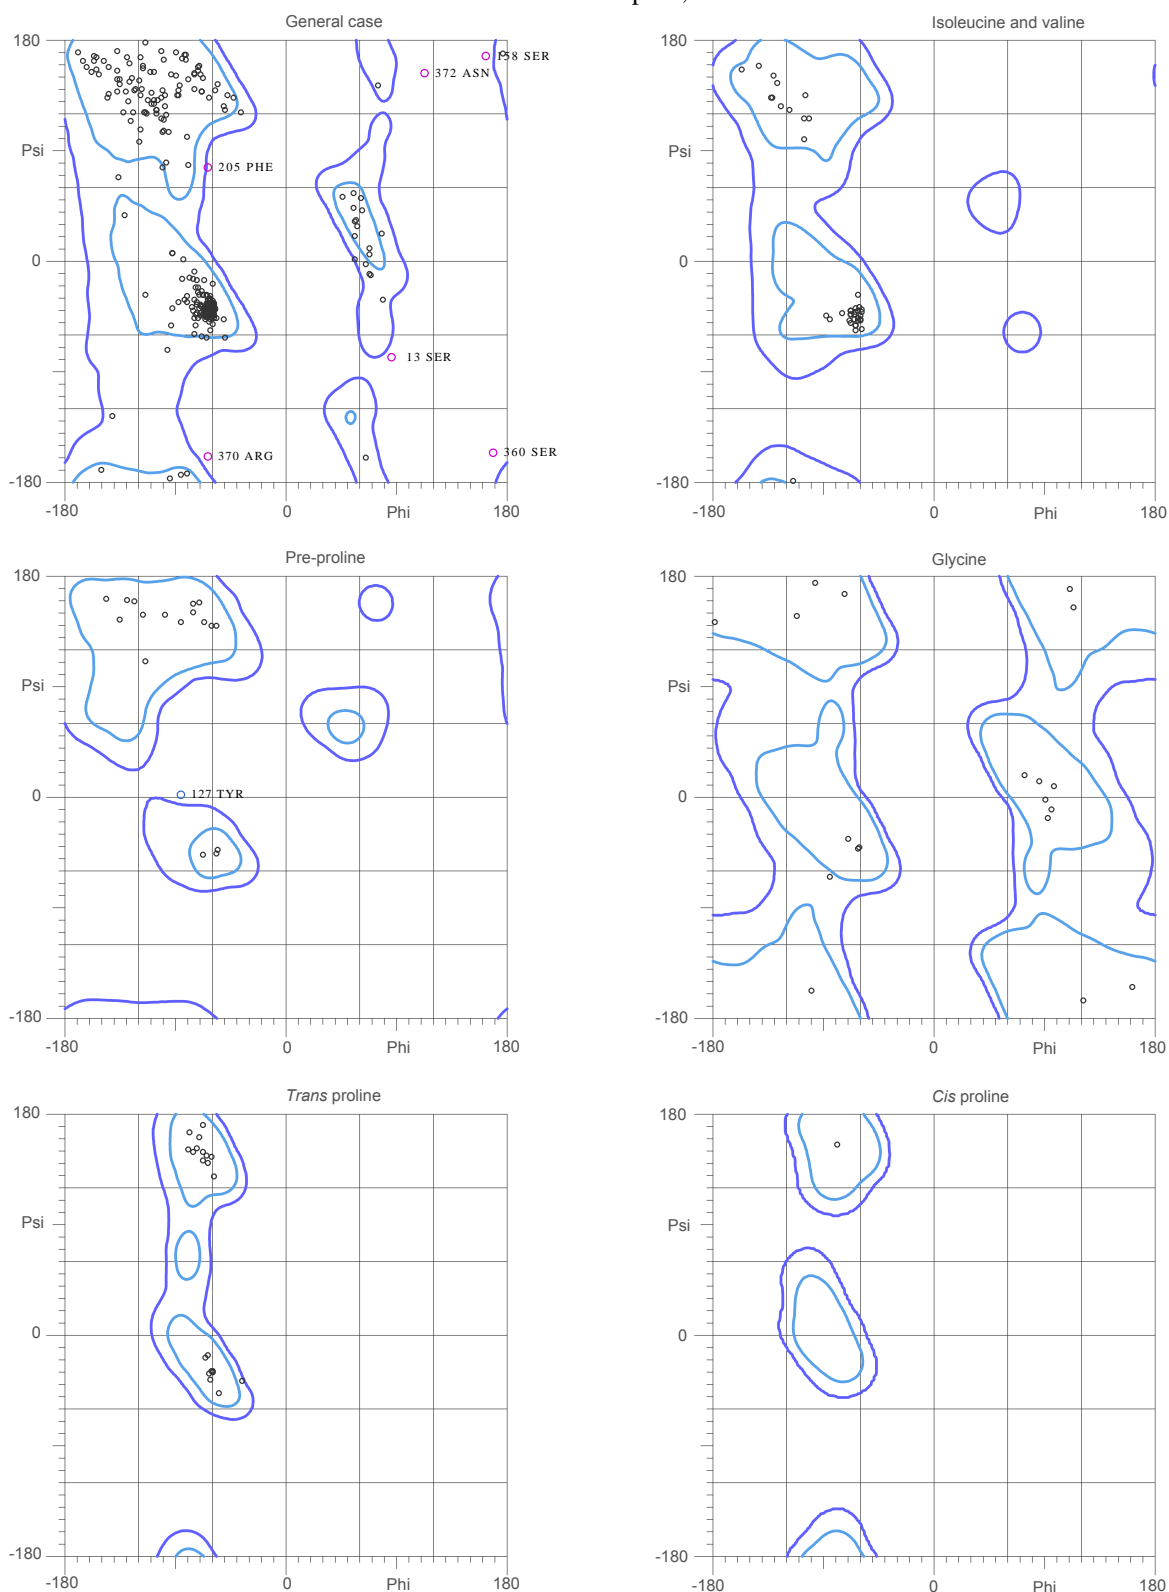 General case
Isoleucine and valine
180
158 SER
372 ASN
Psi
205 PHE
0
13 SER
370 ARG
360 SER
-180
-180
0
Phi
180
180
Psi
0
-180
-180
0
Phi
180
Pre-proline
Glycine
180
Psi
127 TYR
0
-180
-180
0
Phi
180
180
Psi
0
-180
-180
0
Phi
180
Trans proline
Cis proline
180
Psi
0
-180
-180
0
Phi
180
180
Psi
0
-180
-180
0
Phi
180